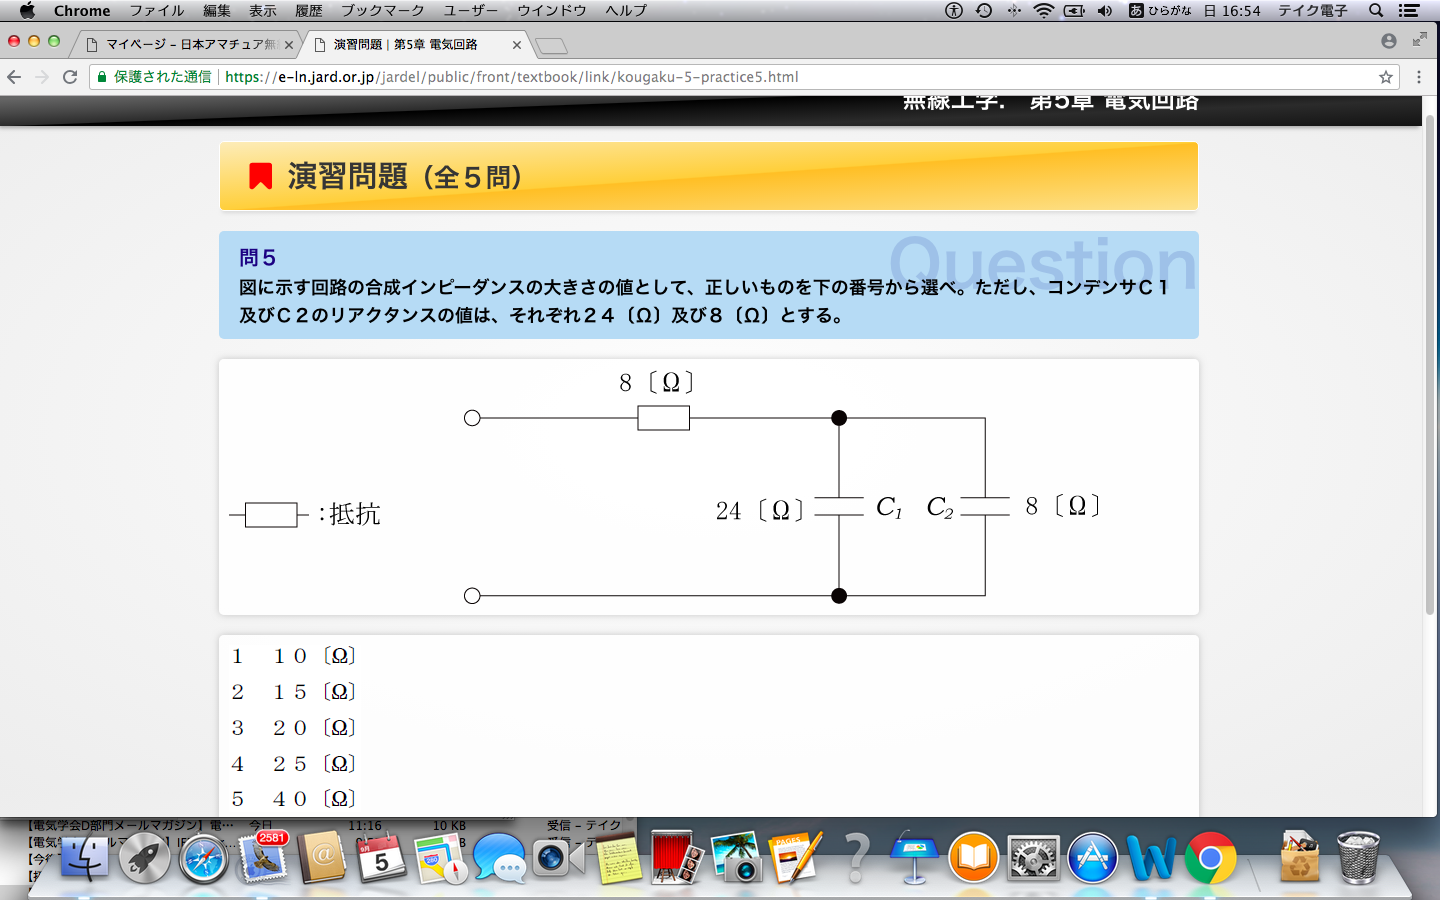 Chrome ファイル 編集 表示 履歴 ブックマーク ユーザー ウインドウ ヘルプ あ ひらがな 日 16:54 テイク電子
マイページ - 日本アマチュア無 演習問題 | 第5章 電気回路
保護された通信 https://e-ln.jard.or.jp/jardel/public/front/textbook/link/kougaku-5-practice5.html
無線工学. 第5章 電気回路
演習問題（全５問）
Question
問５
図に示す回路の合成インピーダンスの大きさの値として、正しいものを下の番号から選べ。ただし、コンデンサＣ１
及びＣ２のリアクタンスの値は、それぞれ２４〔Ω〕及び８〔Ω〕とする。
8〔Ω〕
24〔Ω〕 C₁ C₂ 8〔Ω〕
：抵抗
1 １０〔Ω〕
2 １５〔Ω〕
3 ２０〔Ω〕
4 ２５〔Ω〕
5 ４０〔Ω〕
【電気学会D部門メールマガジン】電… 今日 11:16 10 KB 受信 - テイク
2581
9月
5
PAGES